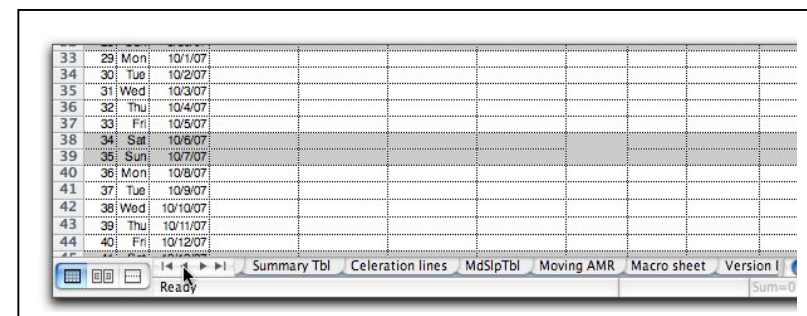 33 29 Mon 10/1/07
34 30 Tue 10/2/07
35 31 Wed 10/3/07
36 32 Thu 10/4/07
37 33 Fri 10/5/07
38 34 Sat 10/6/07
39 35 Sun 10/7/07
40 36 Mon 10/8/07
41 37 Tue 10/9/07
42 38 Wed 10/10/07
43 39 Thu 10/11/07
44 40 Fri 10/12/07
Summary Tbl Celeration lines MdSlpTbl Moving AMR Macro sheet Version
Ready Sum=0